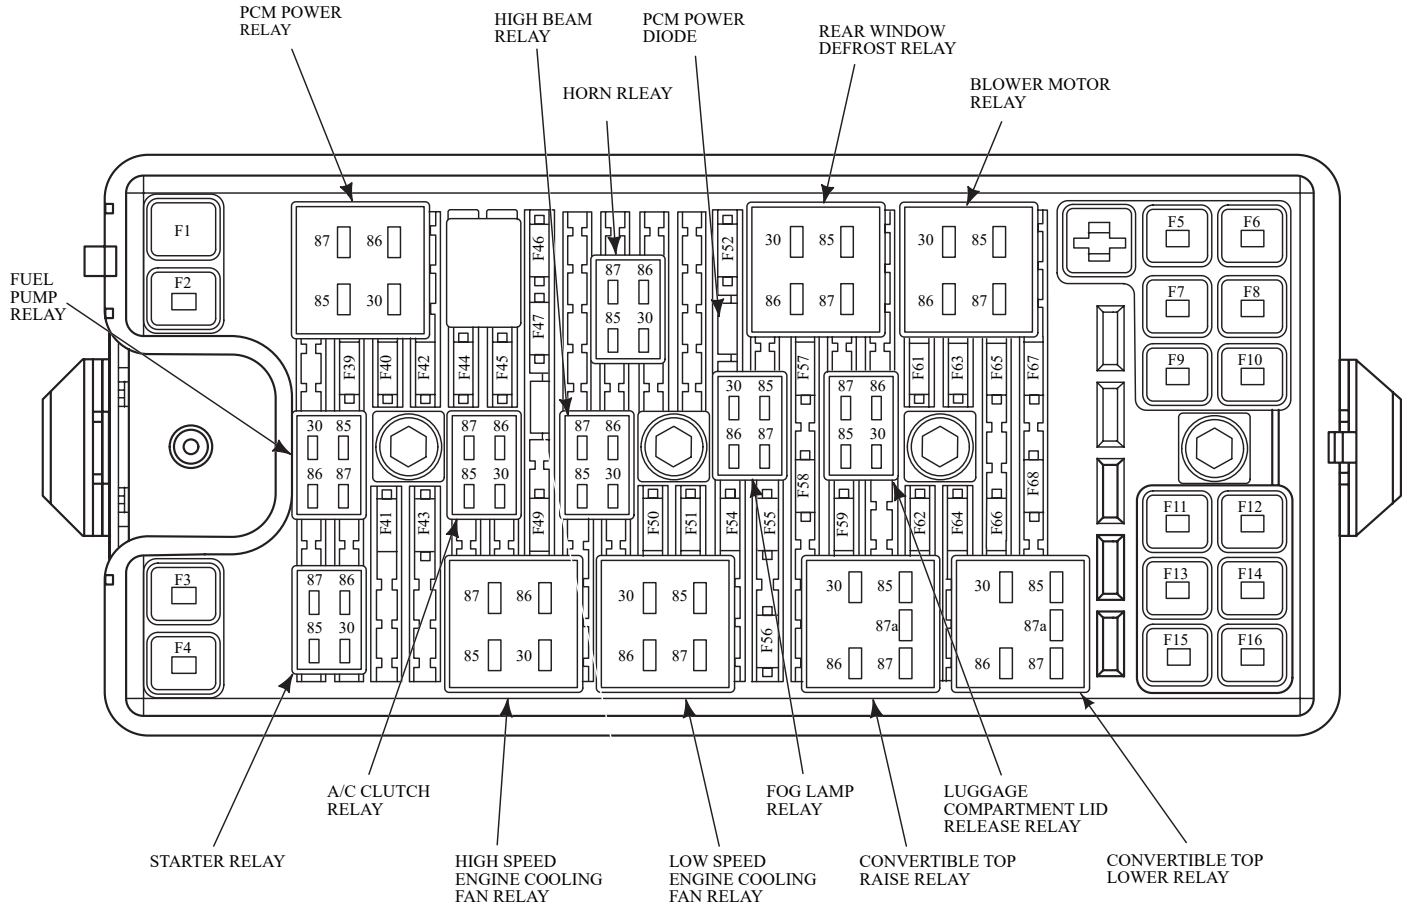 PCM POWER
RELAY
HIGH BEAM
RELAY
PCM POWER
DIODE
REAR WINDOW
DEFROST RELAY
HORN RLEAY
BLOWER MOTOR
RELAY
FUEL
PUMP
RELAY
F1
F2
87 86
85 30
F46
F47
87 86
85 30
F52
30 85
86 87
30 85
86 87
F5 F6
F7 F8
F9 F10
F39 F40 F42 F44 F45
F57 F61 F63 F65 F67
30 85
86 87
87 86
85 30
87 86
85 30
30 85
86 87
87 86
85 30
F41 F43 F49 F50 F51 F54 F55 F58 F59 F62 F64 F66 F68
F11 F12
F13 F14
F15 F16
F3
F4
87 86
85 30
87 86
85 30
30 85
86 87
F56
30 85
87a
86 87
30 85
87a
86 87
A/C CLUTCH
RELAY
FOG LAMP
RELAY
LUGGAGE
COMPARTMENT LID
RELEASE RELAY
STARTER RELAY
HIGH SPEED
ENGINE COOLING
FAN RELAY
LOW SPEED
ENGINE COOLING
FAN RELAY
CONVERTIBLE TOP
RAISE RELAY
CONVERTIBLE TOP
LOWER RELAY